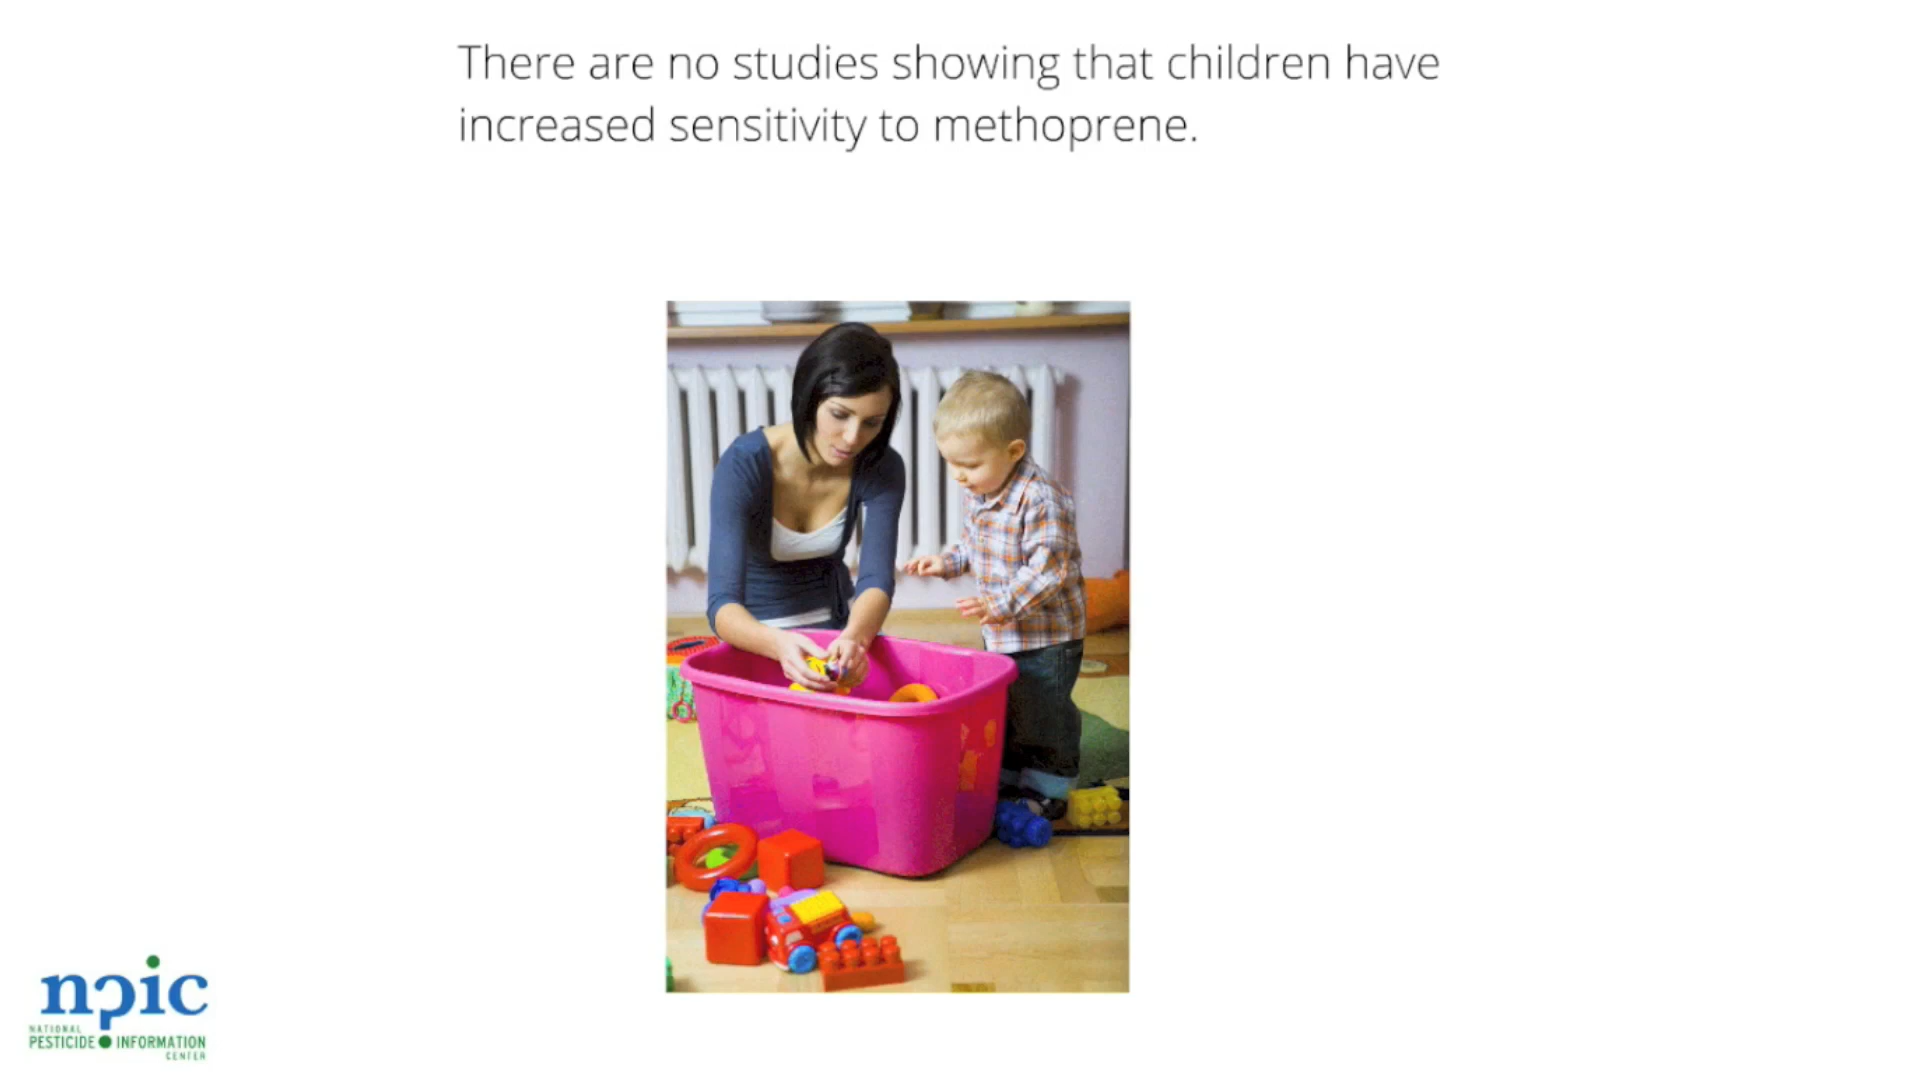 There are no studies showing that children have
increased sensitivity to methoprene.
npic
NATIONAL
PESTICIDE INFORMATION
CENTER